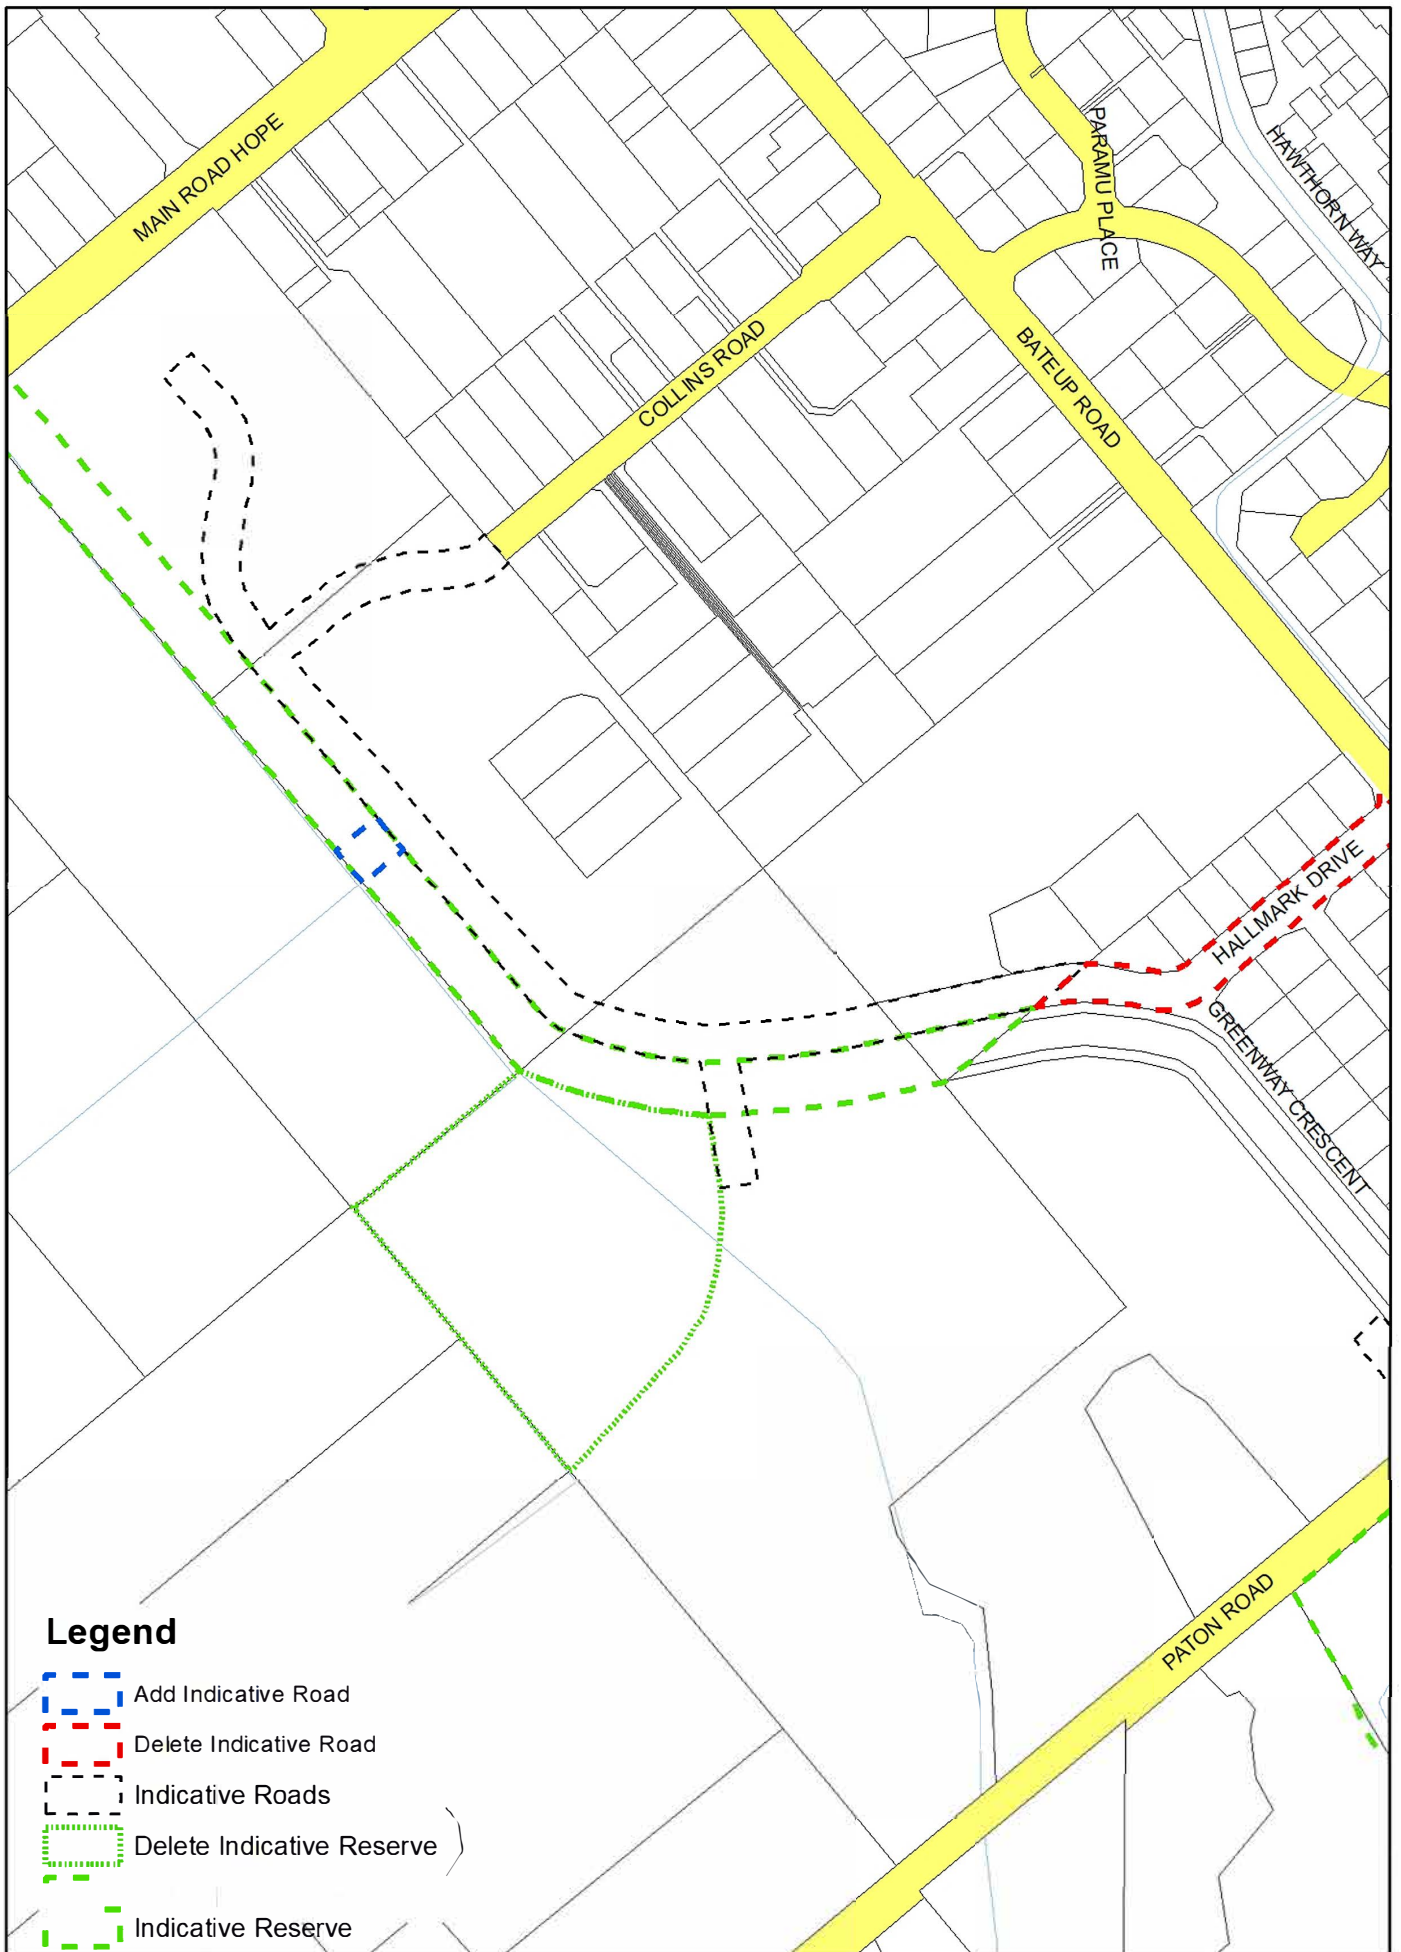 MAIN ROAD HOPE
PARAMU PLACE
HAWTHORN WAY
COLLINS ROAD
BATEUP ROAD
HALLMARK DRIVE
GREENWAY CRESCENT
PATON ROAD
Legend
Add Indicative Road
Delete Indicative Road
Indicative Roads
Delete Indicative Reserve
Indicative Reserve